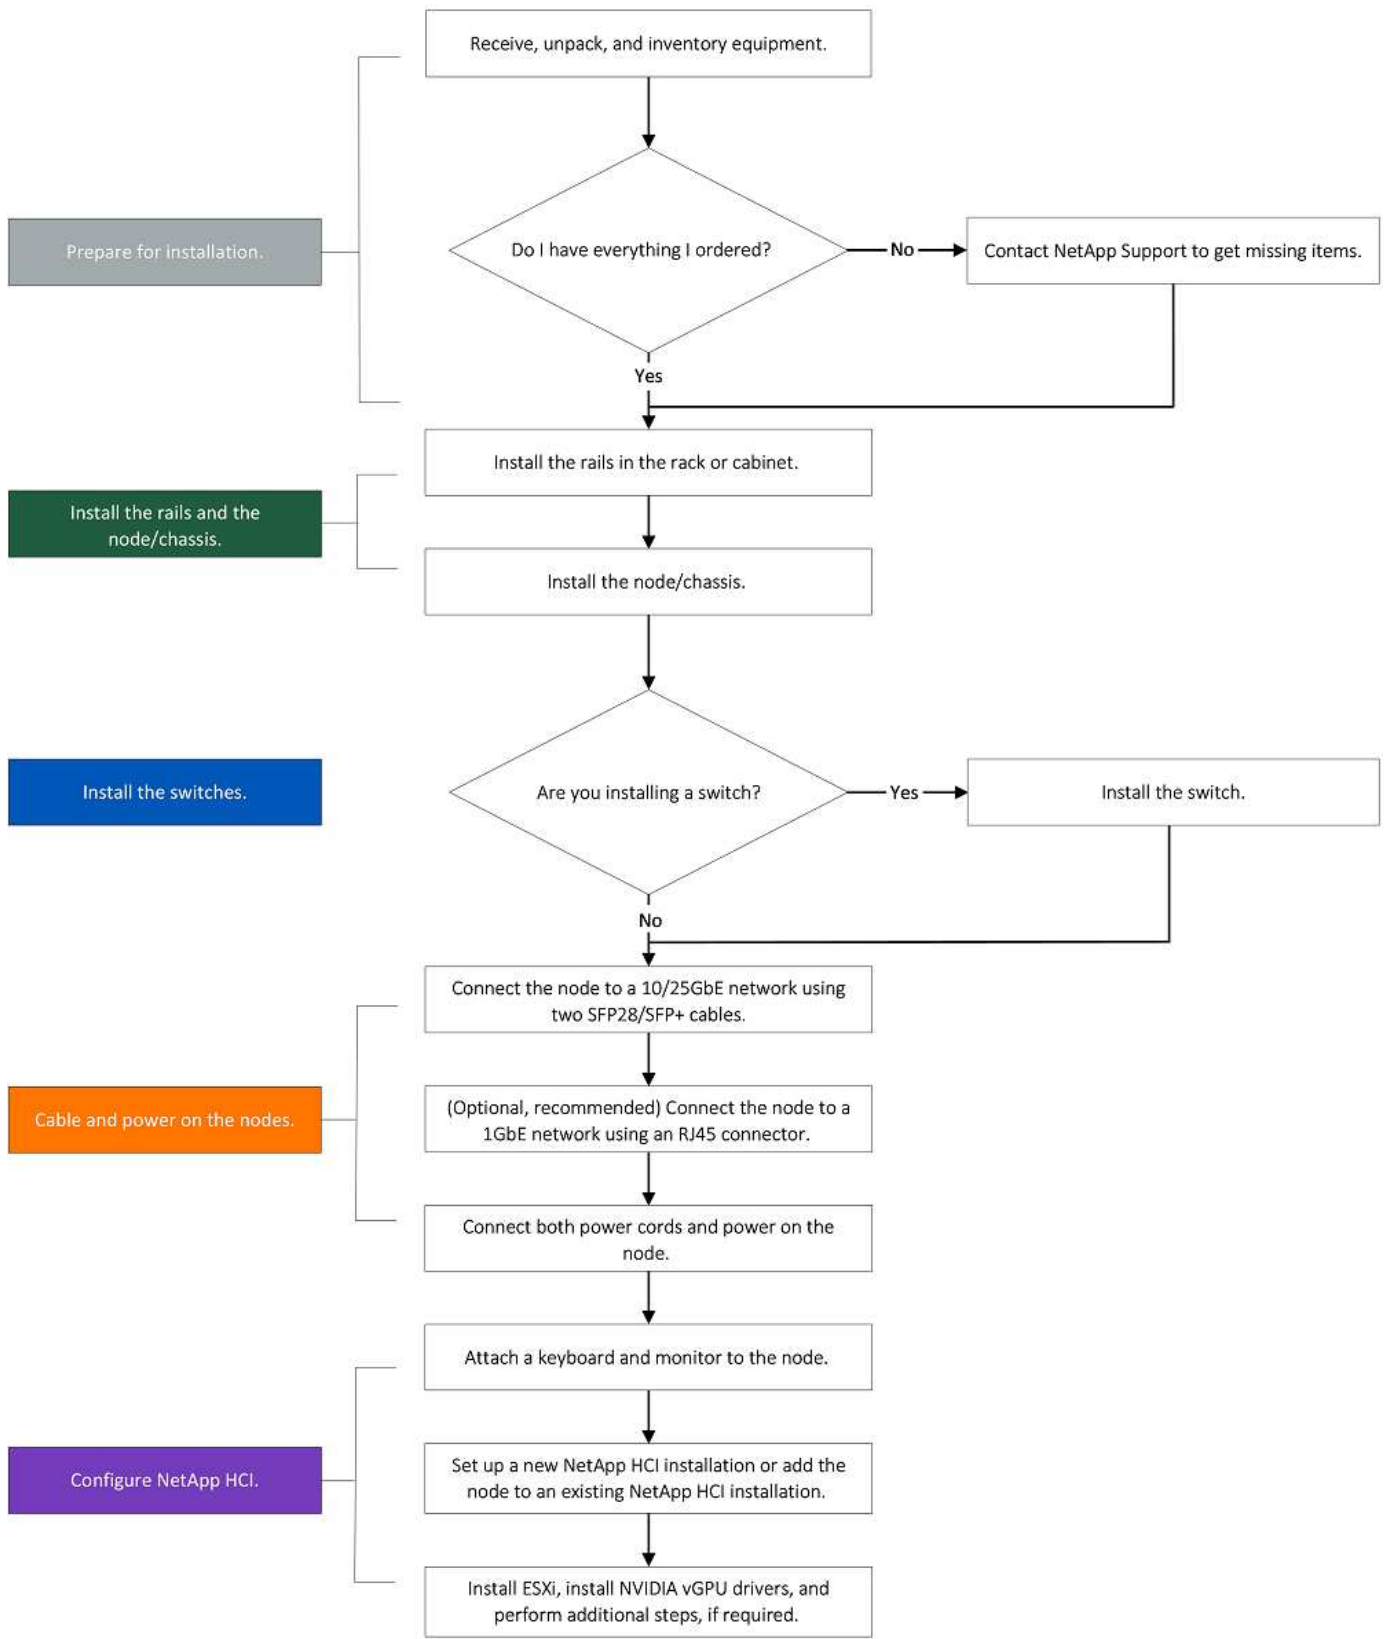 Receive, unpack, and inventory equipment.
Prepare for installation.
Do I have everything I ordered?
No
Contact NetApp Support to get missing items.
Yes
Install the rails in the rack or cabinet.
Install the rails and the
node/chassis.
Install the node/chassis.
Install the switches.
Are you installing a switch?
Yes
Install the switch.
No
Connect the node to a 10/25GbE network using
two SFP28/SFP+ cables.
Cable and power on the nodes.
(Optional, recommended) Connect the node to a
1GbE network using an RJ45 connector.
Connect both power cords and power on the
node.
Attach a keyboard and monitor to the node.
Configure NetApp HCI.
Set up a new NetApp HCI installation or add the
node to an existing NetApp HCI installation.
Install ESXi, install NVIDIA vGPU drivers, and
perform additional steps, if required.